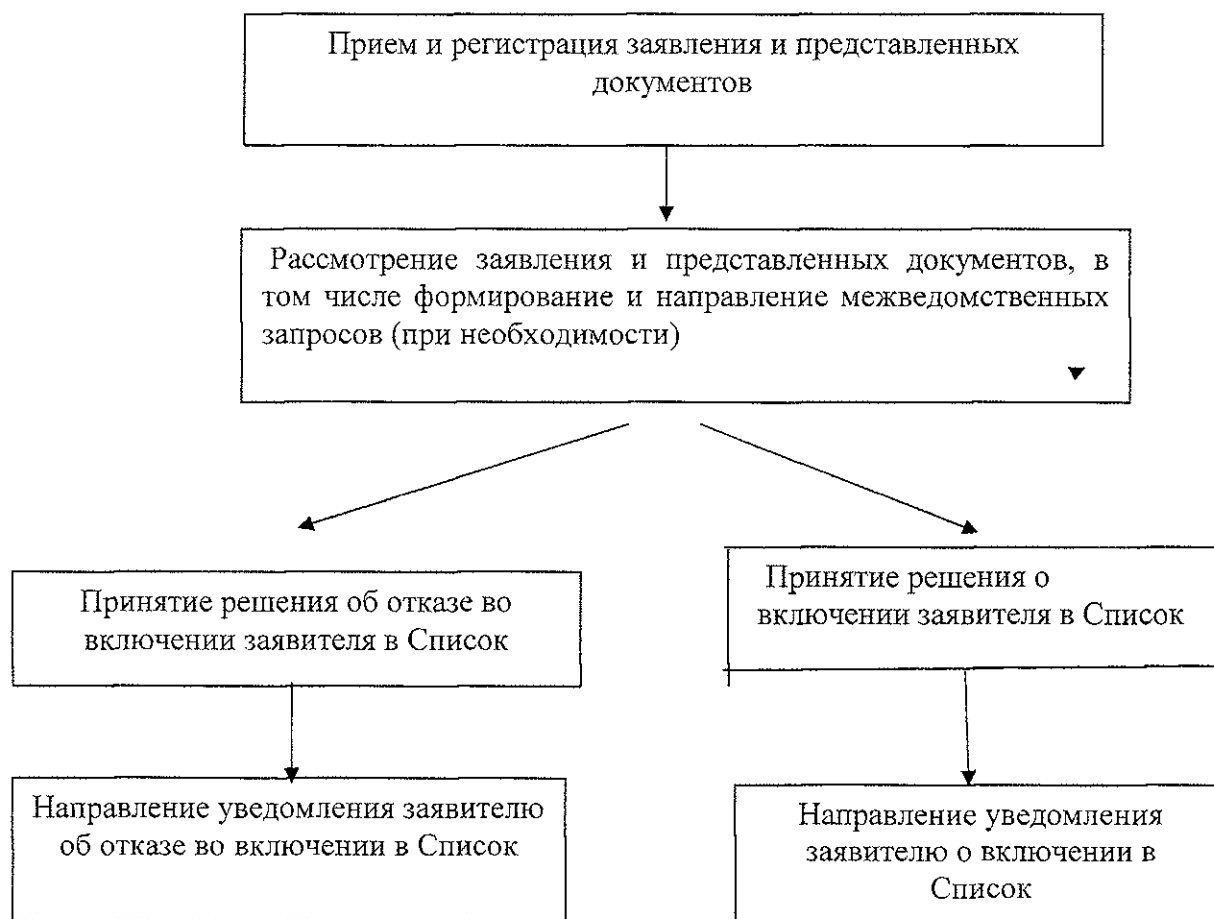 Прием и регистрация заявления и представленных
документов
Рассмотрение заявления и представленных документов, в
том числе формирование и направление межведомственных
запросов (при необходимости)
Принятие решения об отказе во
включении заявителя в Список
Принятие решения о
включении заявителя в Список
Направление уведомления заявителю
об отказе во включении в Список
Направление уведомления
заявителю о включении в
Список